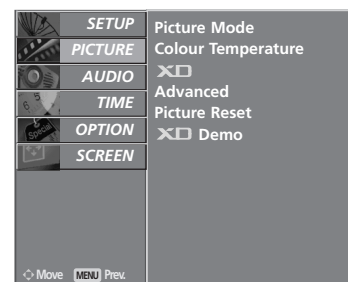 SETUP
PICTURE
AUDIO
TIME
OPTION
SCREEN
Move MENU Prev.
Picture Mode
Colour Temperature
XD
Advanced
Picture Reset
XD Demo